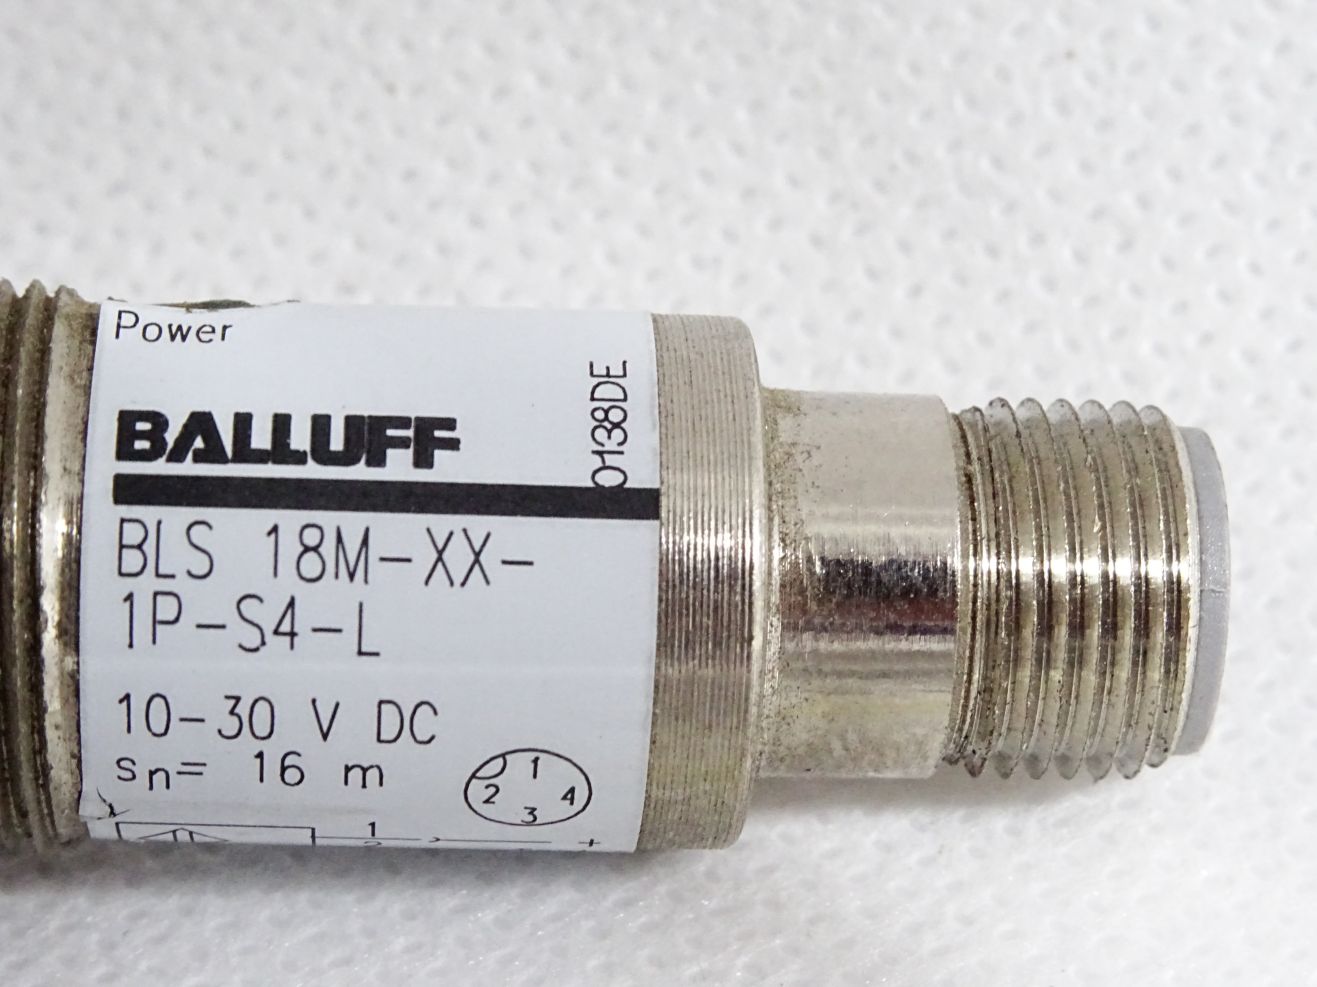 Power
0138DE
BALLUFF
BLS 18M-XX-
1P-S4-L
10-30 V DC
sn= 16 m
1
2 4
3
1 +